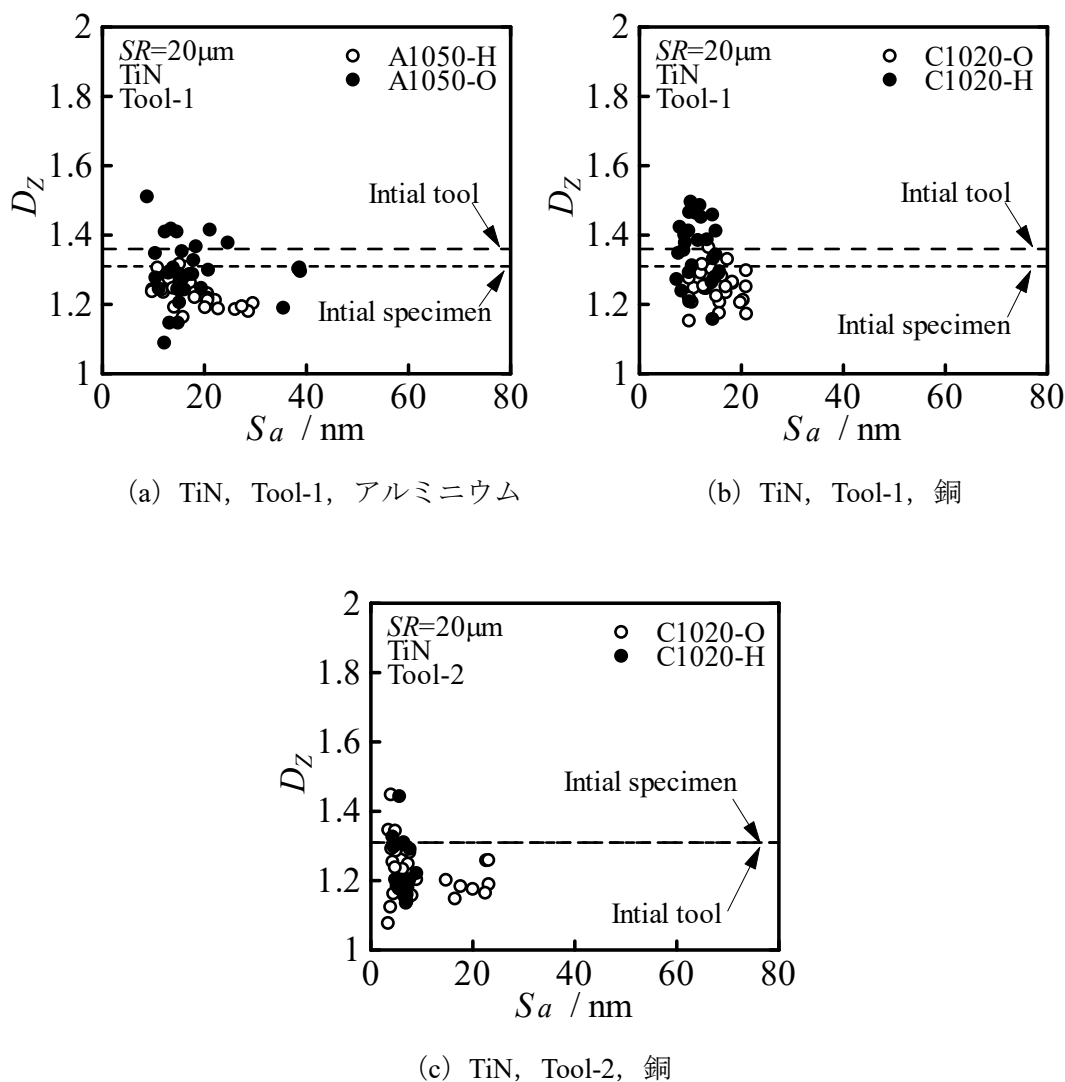 2
1.8
1.6
1.4
1.2
1
D_Z
SR=20μm
TiN
Tool-1
A1050-H
A1050-O
Intial tool
Intial specimen
0 20 40 60 80
Sa / nm
(a) TiN, Tool-1, アルミニウム
2
1.8
1.6
1.4
1.2
1
D_Z
SR=20μm
TiN
Tool-1
C1020-O
C1020-H
Intial tool
Intial specimen
0 20 40 60 80
Sa / nm
(b) TiN, Tool-1, 銅
2
1.8
1.6
1.4
1.2
1
D_Z
SR=20μm
TiN
Tool-2
C1020-O
C1020-H
Intial specimen
Intial tool
0 20 40 60 80
Sa / nm
(c) TiN, Tool-2, 銅